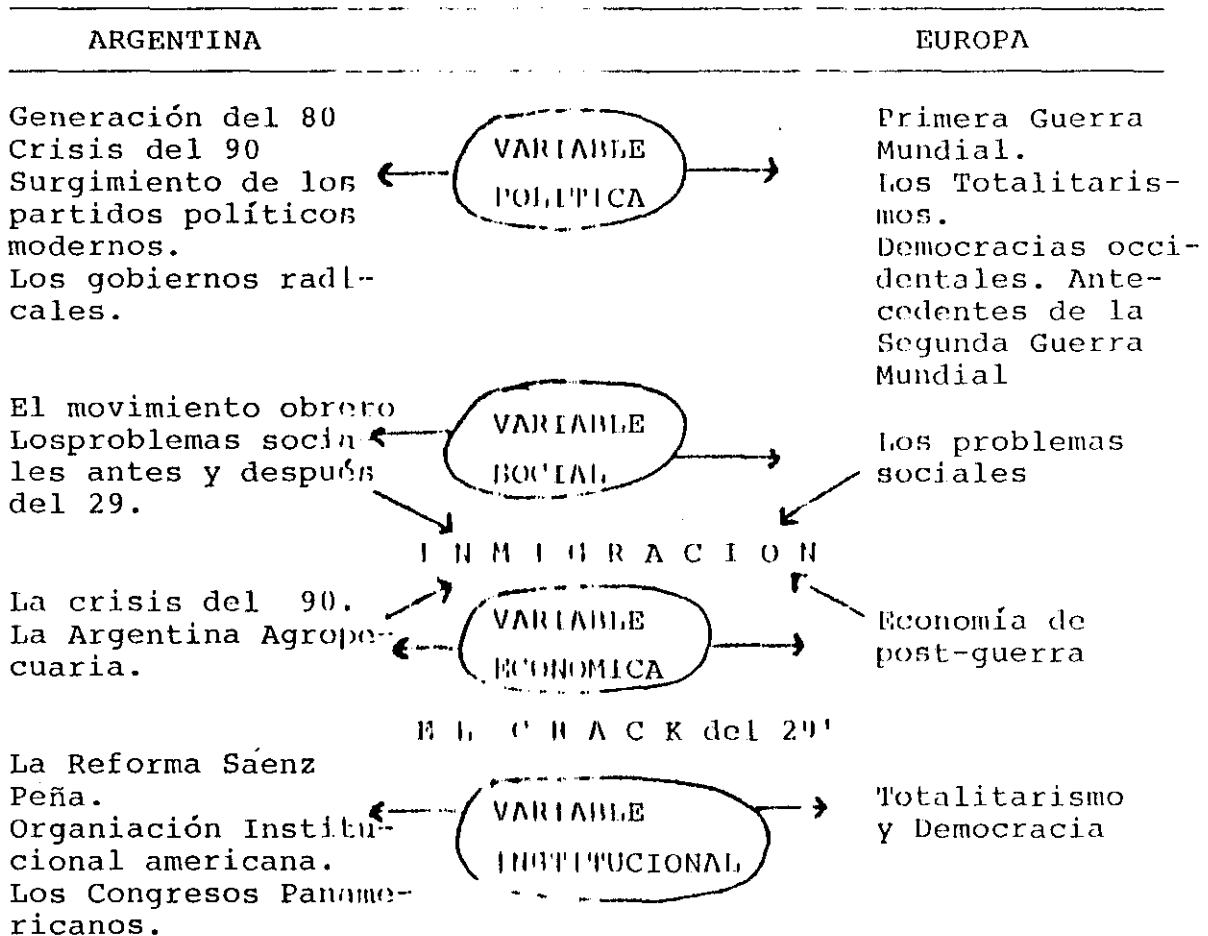 ARGENTINA
EUROPA
Generación del 80
Crisis del 90
Surgimiento de los
partidos políticos
modernos.
Los gobiernos radi-
cales.
VARIABLE
POLITICA
Primera Guerra
Mundial.
Los Totalitaris-
mos.
Democracias occi-
dentales. Ante-
cedentes de la
Segunda Guerra
Mundial
El movimiento obrero
Losproblemas socia
les antes y después
del 29.
VARIABLE
SOCIAL
Los problemas
sociales
I N M I G R A C I O N
La crisis del 90.
La Argentina Agrope-
cuaria.
VARIABLE
ECONOMICA
Economía de
post-guerra
E L C R A C K del 29'
La Reforma Sáenz
Peña.
Organiación Institu-
cional americana.
Los Congresos Paname-
ricanos.
VARIABLE
INSTITUCIONAL
Totalitarismo
y Democracia